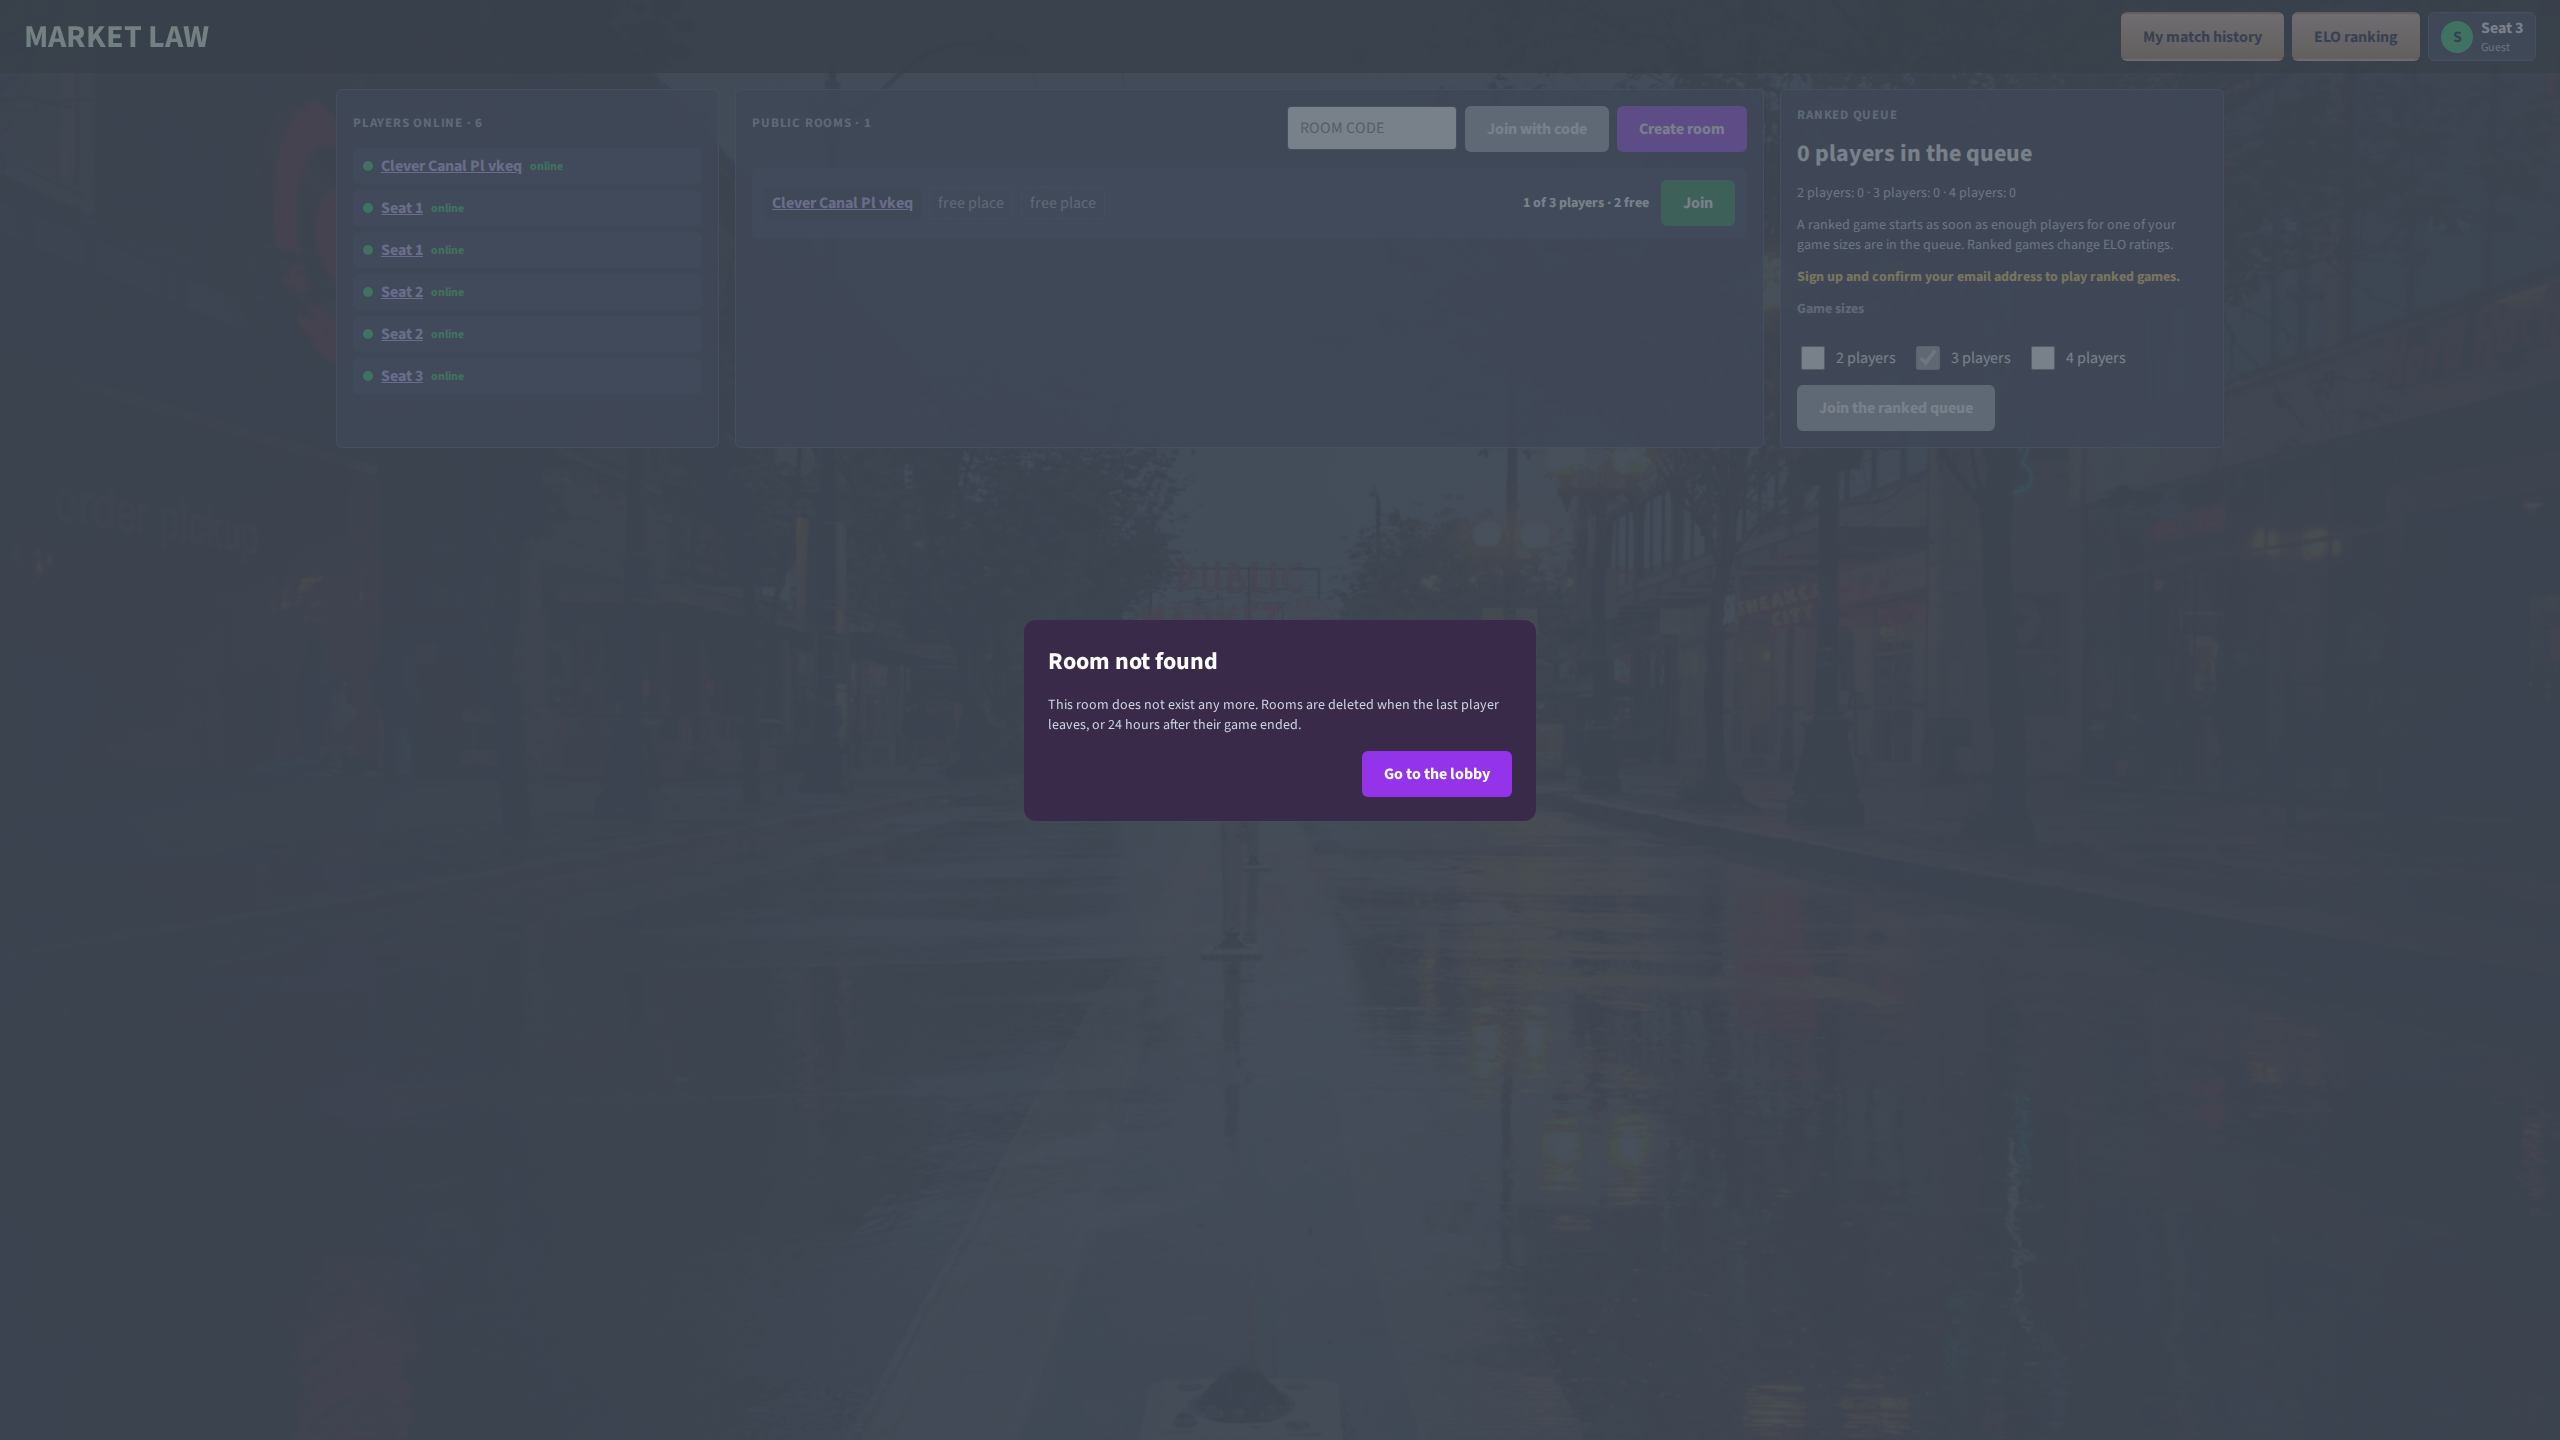 MARKET LAW
My match history
ELO ranking
S
Seat 3
Guest
PLAYERS ONLINE · 6
Clever Canal Pl vkeq online
Seat 1 online
Seat 1 online
Seat 2 online
Seat 2 online
Seat 3 online
PUBLIC ROOMS · 1
ROOM CODE
Join with code
Create room
Clever Canal Pl vkeq free place free place 1 of 3 players · 2 free Join
RANKED QUEUE
0 players in the queue
2 players: 0 · 3 players: 0 · 4 players: 0
A ranked game starts as soon as enough players for one of your
game sizes are in the queue. Ranked games change ELO ratings.
Sign up and confirm your email address to play ranked games.
Game sizes
2 players 3 players 4 players
Join the ranked queue
order pickup
PUBLIC
SNEAKER
CITY
Room not found
This room does not exist any more. Rooms are deleted when the last player
leaves, or 24 hours after their game ended.
Go to the lobby